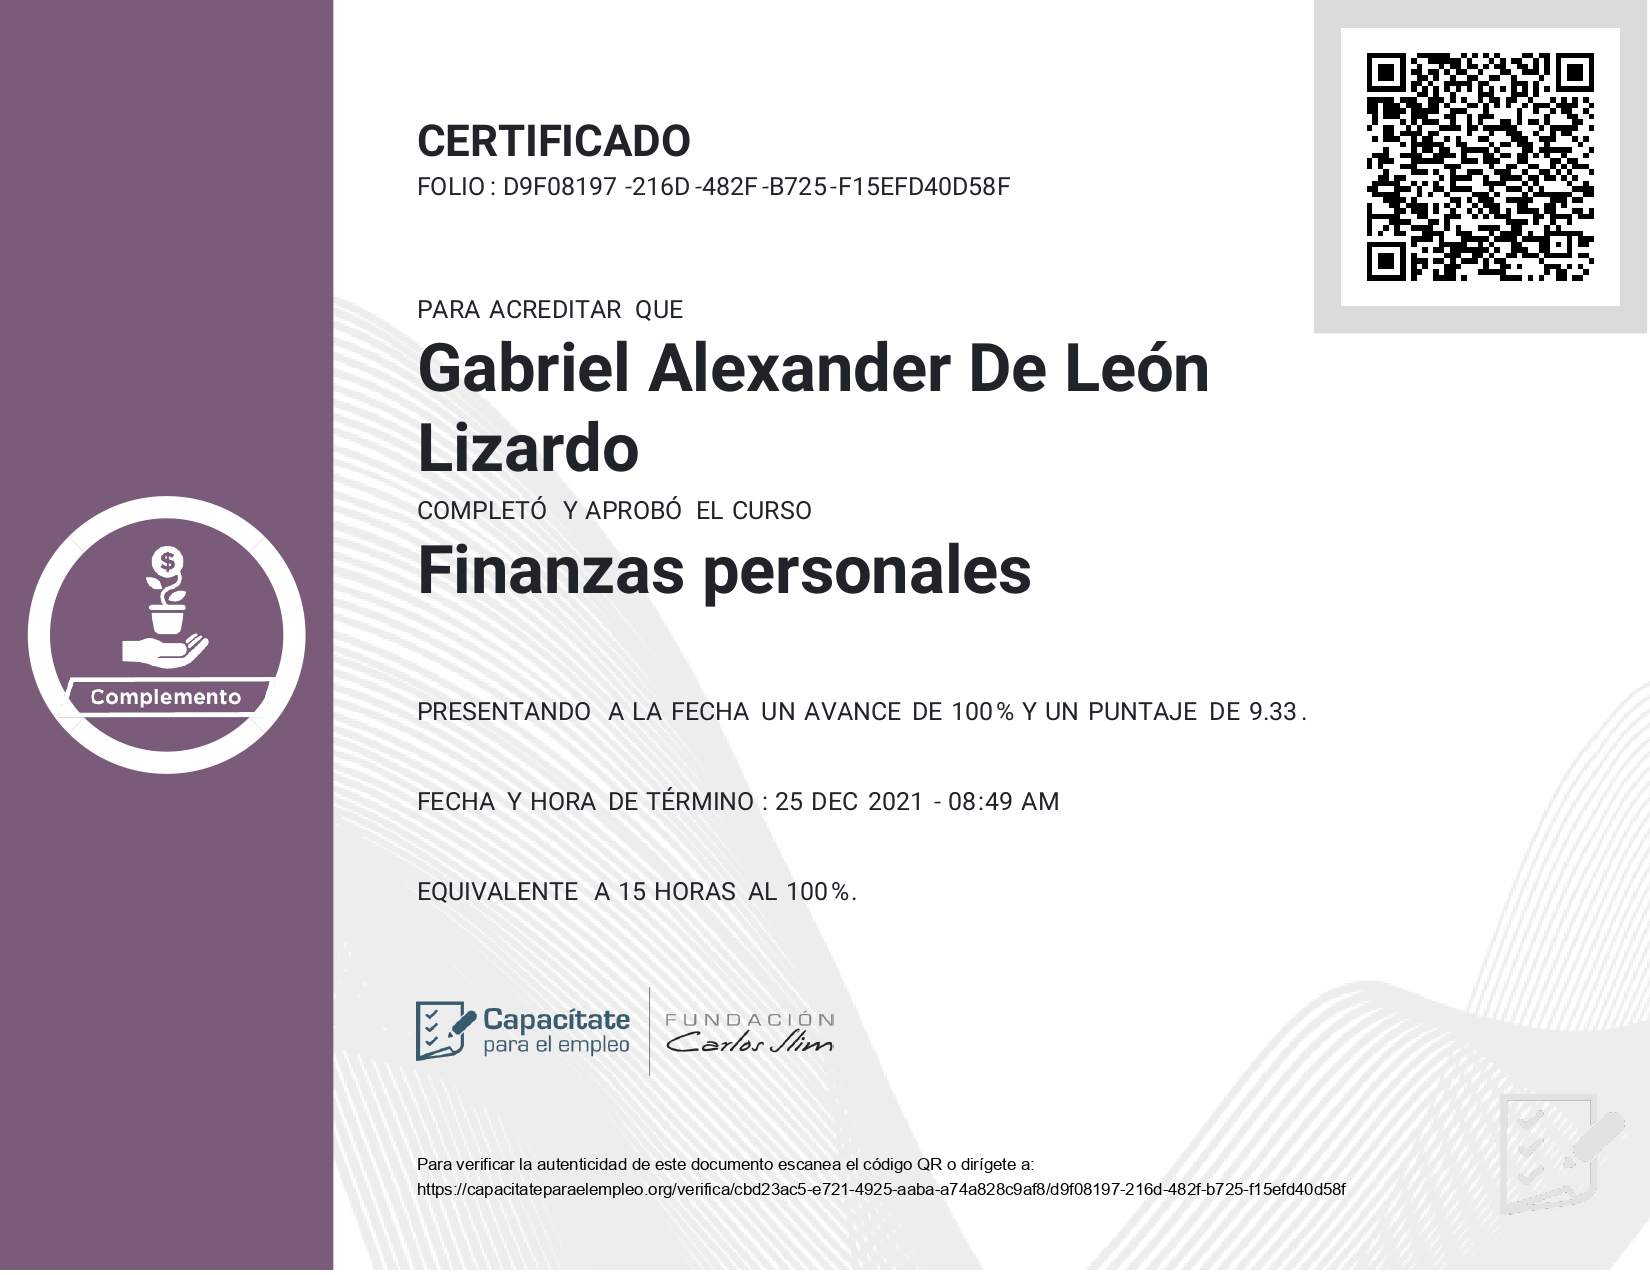 CERTIFICADO
FOLIO: D9F08197-216D-482F-B725-F15EFD40D58F
PARA ACREDITAR QUE
Gabriel Alexander De León
Lizardo
COMPLETÓ Y APROBÓ EL CURSO
Finanzas personales
$
Complemento
PRESENTANDO A LA FECHA UN AVANCE DE 100% Y UN PUNTAJE DE 9.33.
FECHA Y HORA DE TÉRMINO: 25 DEC 2021 - 08:49 AM
EQUIVALENTE A 15 HORAS AL 100%.
Capacítate
para el empleo
FUNDACIÓN
Carlos Slim
Para verificar la autenticidad de este documento escanea el código QR o dirígete a:
https://capacitateparaelempleo.org/verifica/cbd23ac5-e721-4925-aaba-a74a828c9af8/d9f08197-216d-482f-b725-f15efd40d58f